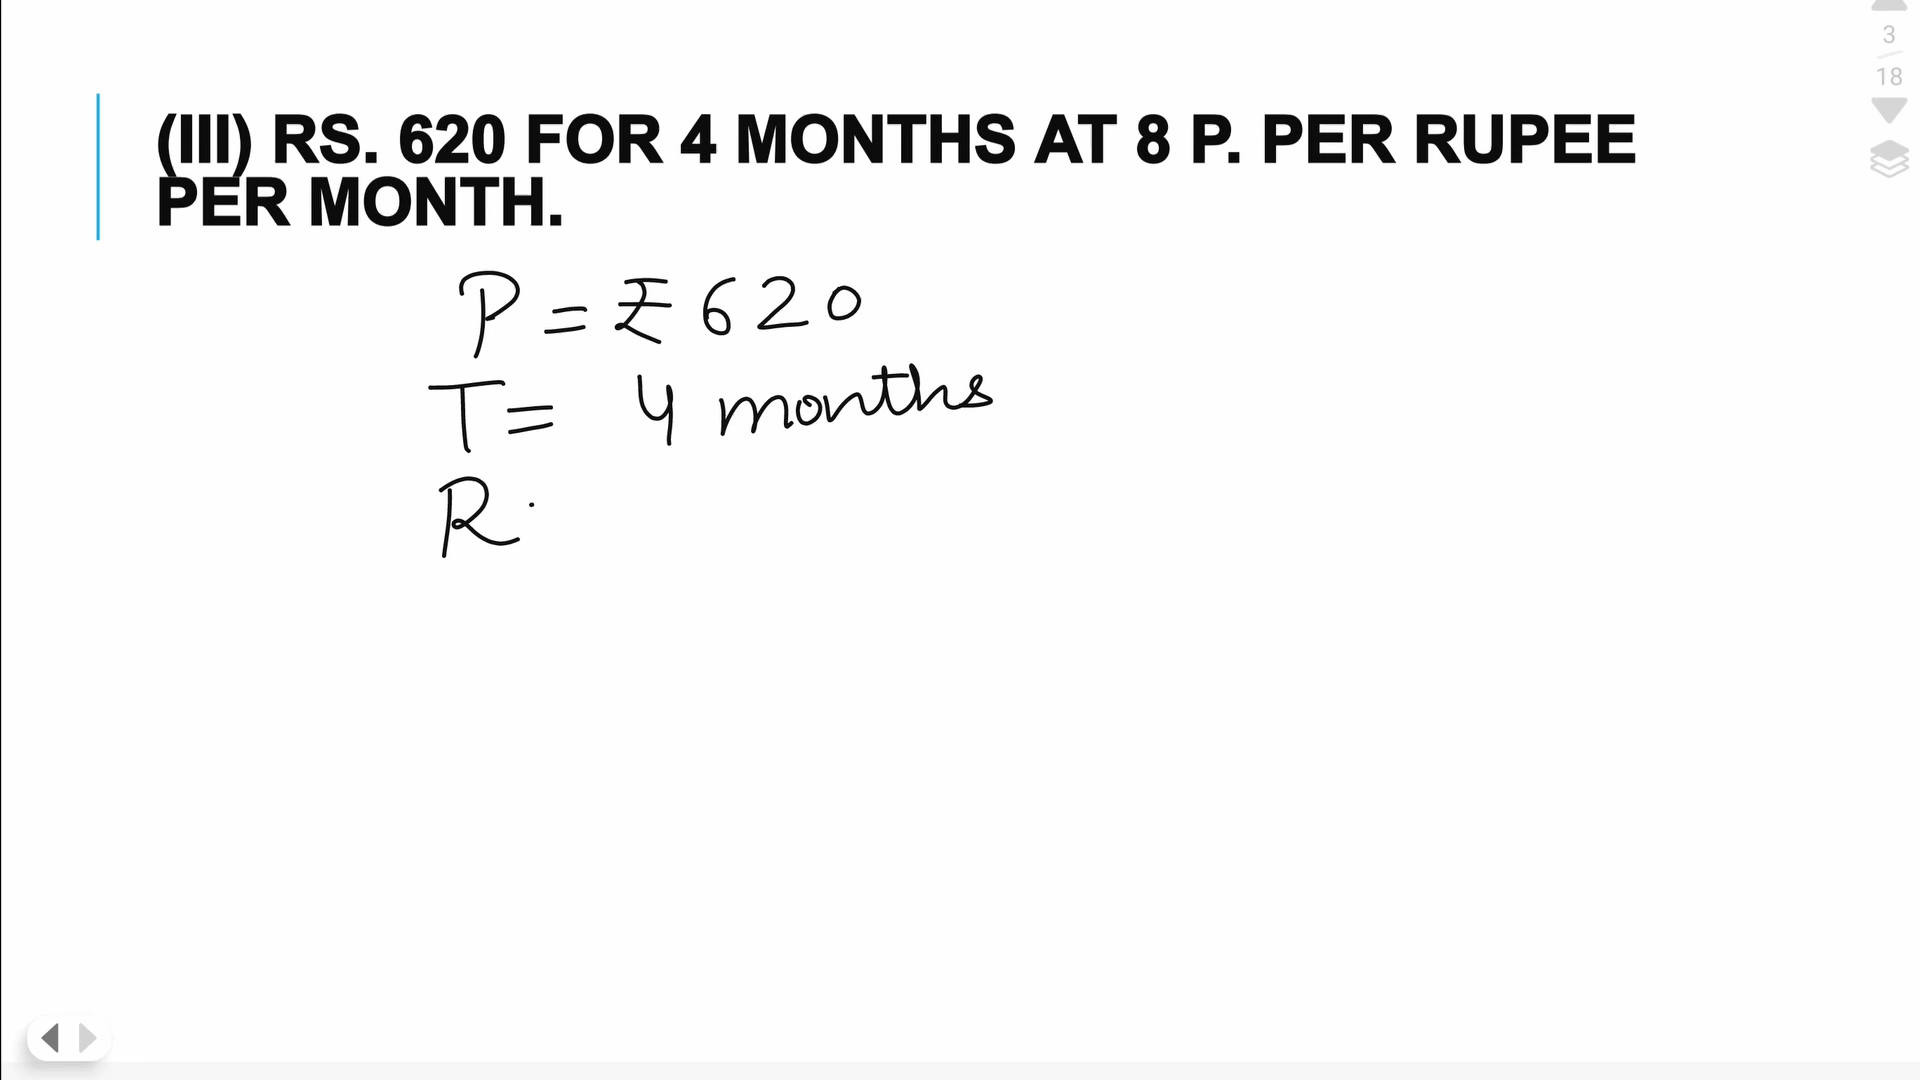 3
18
(III) RS. 620 FOR 4 MONTHS AT 8 P. PER RUPEE
PER MONTH.
P = ₹ 620
T = 4 months
R